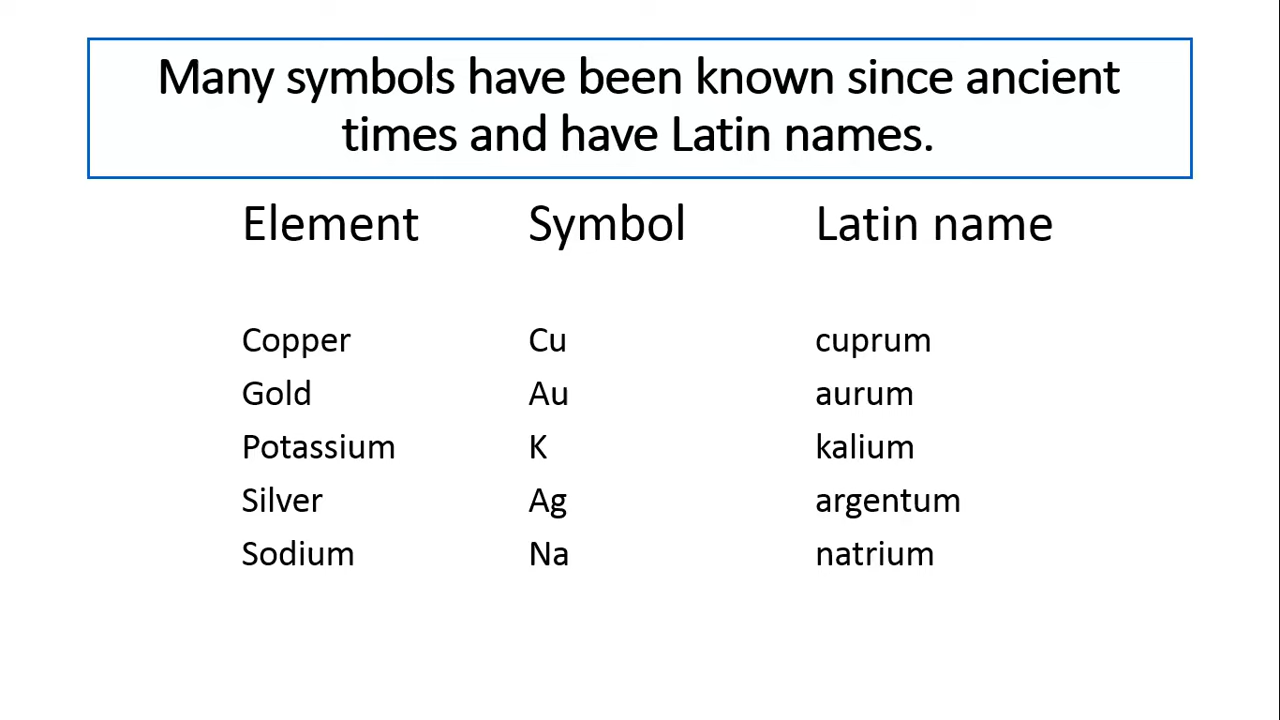 Many symbols have been known since ancient
times and have Latin names.
Element Symbol Latin name
Copper Cu cuprum
Gold Au aurum
Potassium K kalium
Silver Ag argentum
Sodium Na natrium